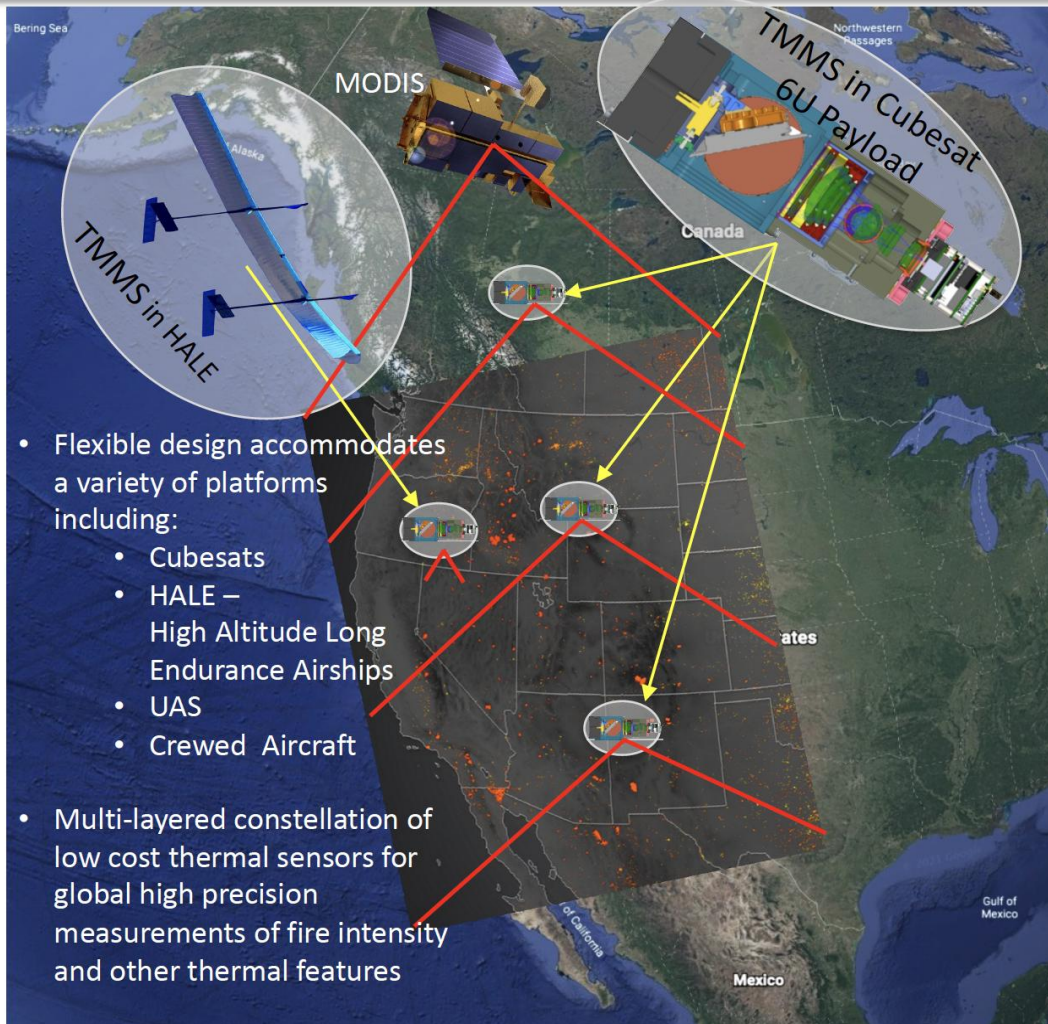 Bering Sea
Northwestern
Passages
MODIS
TMMS in Cubesat
6U Payload
Alaska
Canada
TMMS in HALE
• Flexible design accommodates
a variety of platforms
including:
• Cubesats
• HALE –
High Altitude Long
Endurance Airships
• UAS
• Crewed Aircraft
ates
• Multi-layered constellation of
low cost thermal sensors for
global high precision
measurements of fire intensity
and other thermal features
of California
Gulf of
Mexico
Mexico